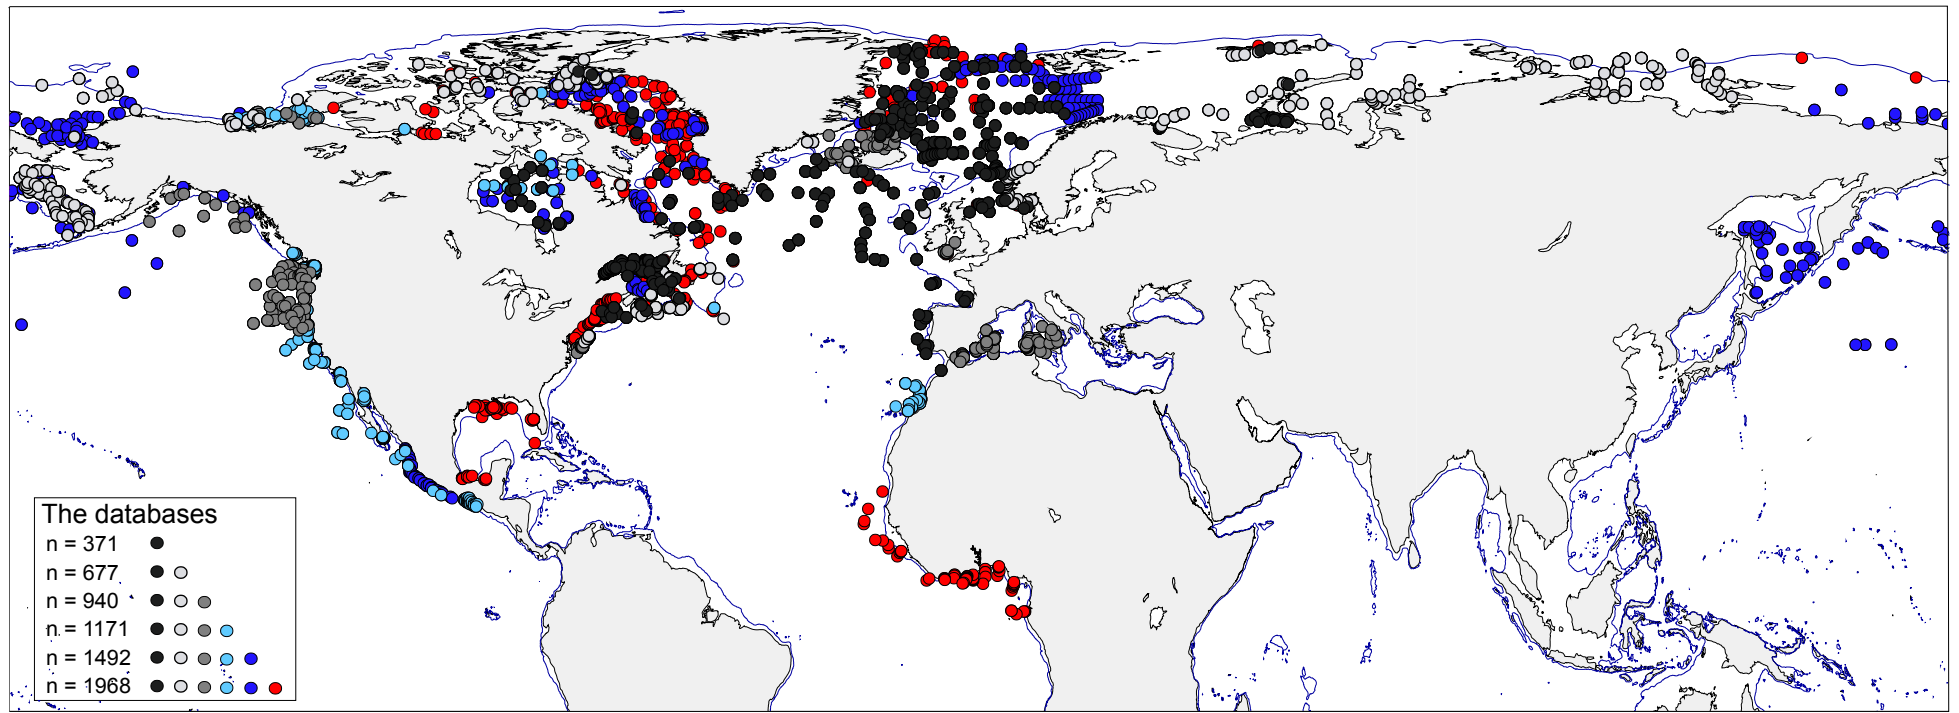 The databases
n = 371
n = 677
n = 940
n = 1171
n = 1492
n = 1968